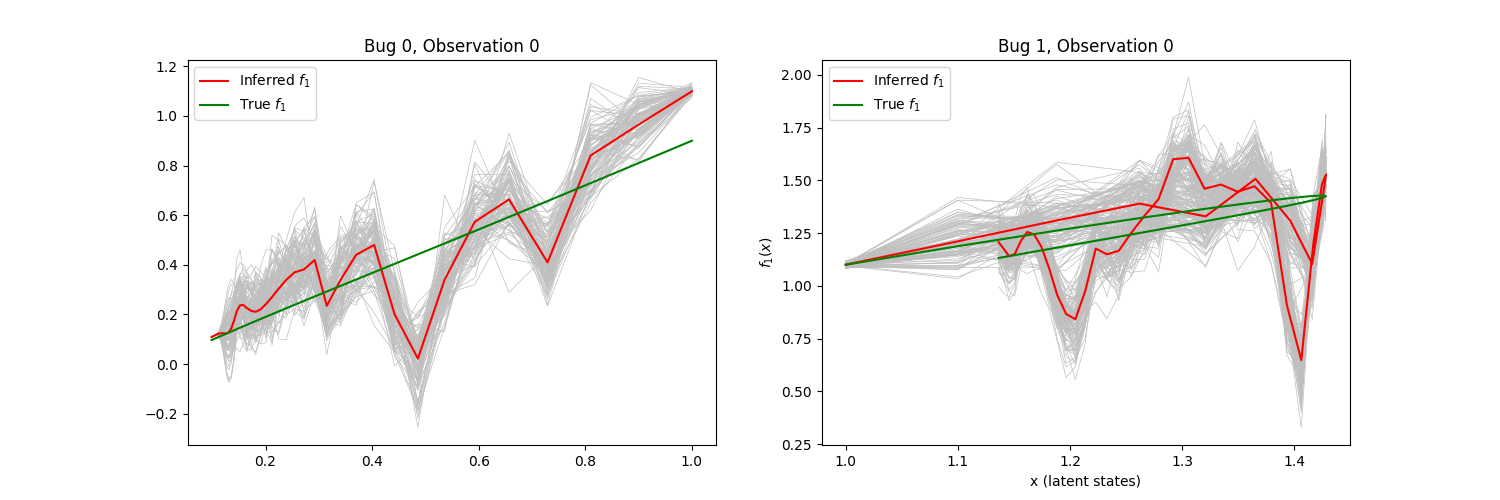 Bug 0, Observation 0
Inferred f₁
True f₁
1.2
1.0
0.8
0.6
0.4
0.2
0.0
−0.2
0.2 0.4 0.6 0.8 1.0
Bug 1, Observation 0
Inferred f₁
True f₁
f₁(x)
2.00
1.75
1.50
1.25
1.00
0.75
0.50
0.25
1.0 1.1 1.2 1.3 1.4
x (latent states)